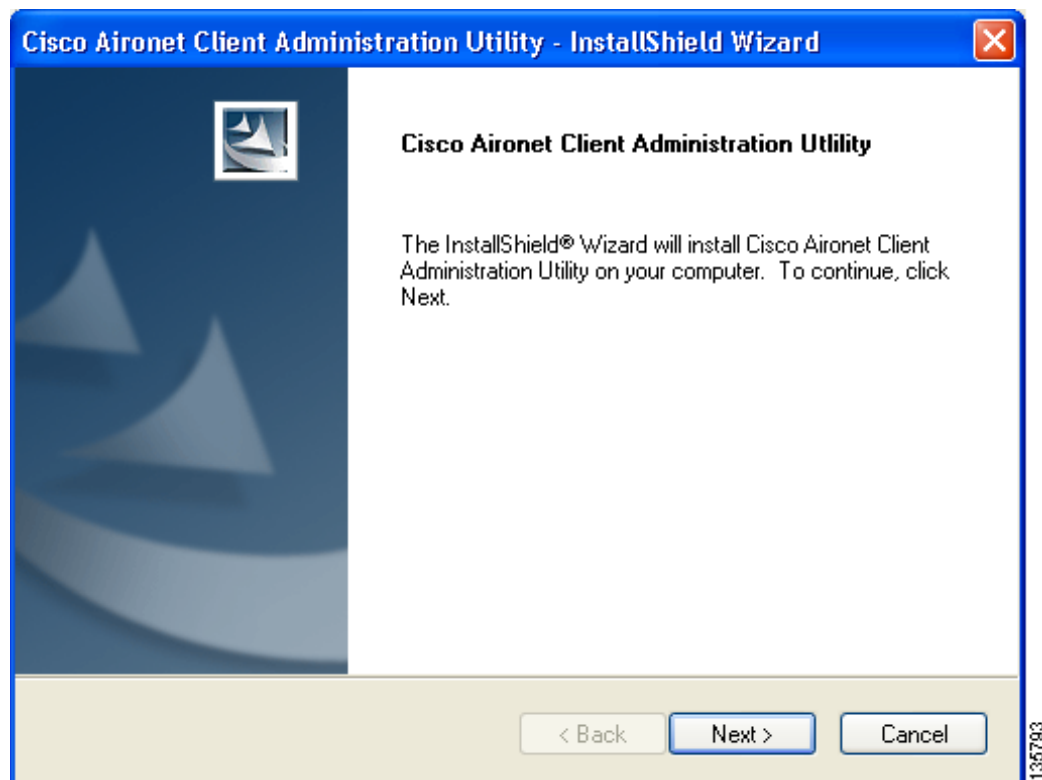 Cisco Aironet Client Administration Utility - InstallShield Wizard
Cisco Aironet Client Administration Utlility
The InstallShield® Wizard will install Cisco Aironet Client
Administration Utility on your computer. To continue, click
Next.
< Back
Next >
Cancel
135793